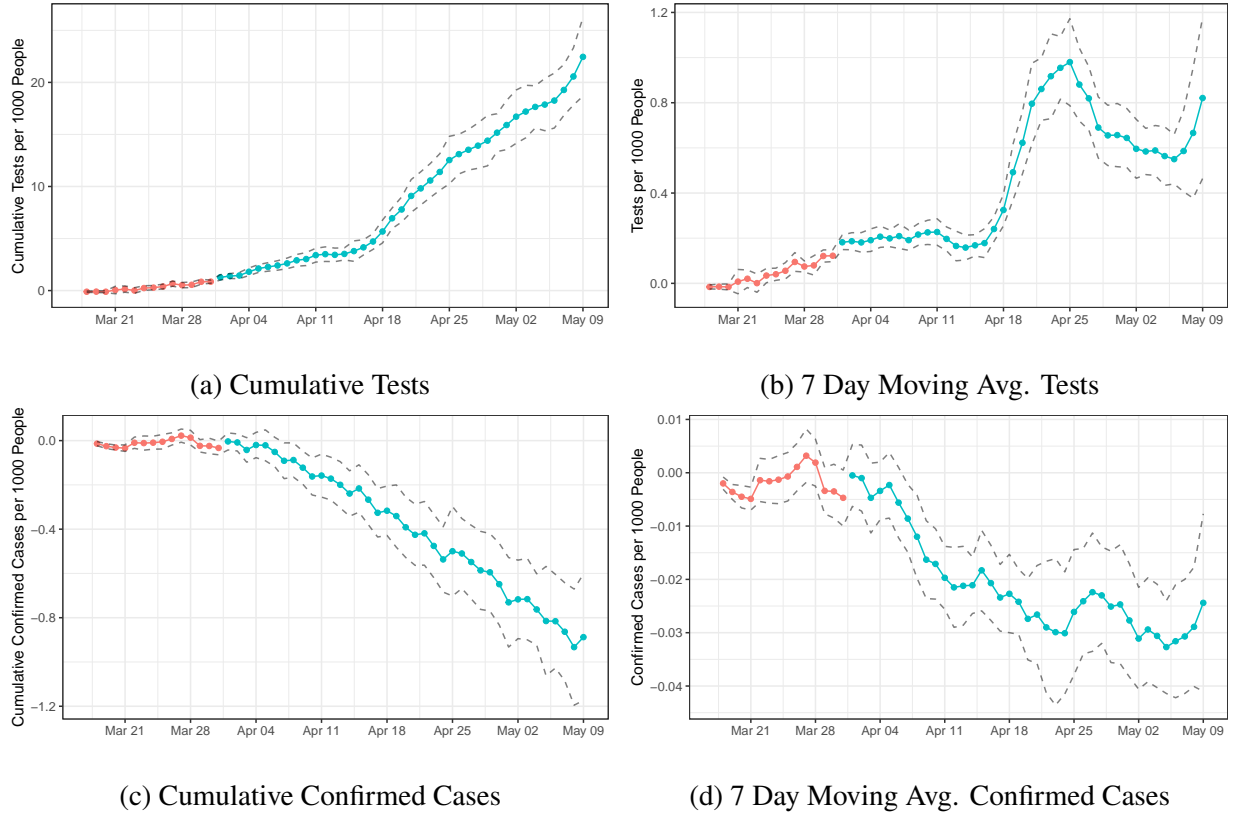 Cumulative Tests per 1000 People
20
10
0
Mar 21 Mar 28 Apr 04 Apr 11 Apr 18 Apr 25 May 02 May 09
(a) Cumulative Tests
Tests per 1000 People
1.2
0.8
0.4
0.0
Mar 21 Mar 28 Apr 04 Apr 11 Apr 18 Apr 25 May 02 May 09
(b) 7 Day Moving Avg. Tests
Cumulative Confirmed Cases per 1000 People
0.0
−0.4
−0.8
−1.2
Mar 21 Mar 28 Apr 04 Apr 11 Apr 18 Apr 25 May 02 May 09
(c) Cumulative Confirmed Cases
Confirmed Cases per 1000 People
0.01
0.00
−0.01
−0.02
−0.03
−0.04
Mar 21 Mar 28 Apr 04 Apr 11 Apr 18 Apr 25 May 02 May 09
(d) 7 Day Moving Avg. Confirmed Cases